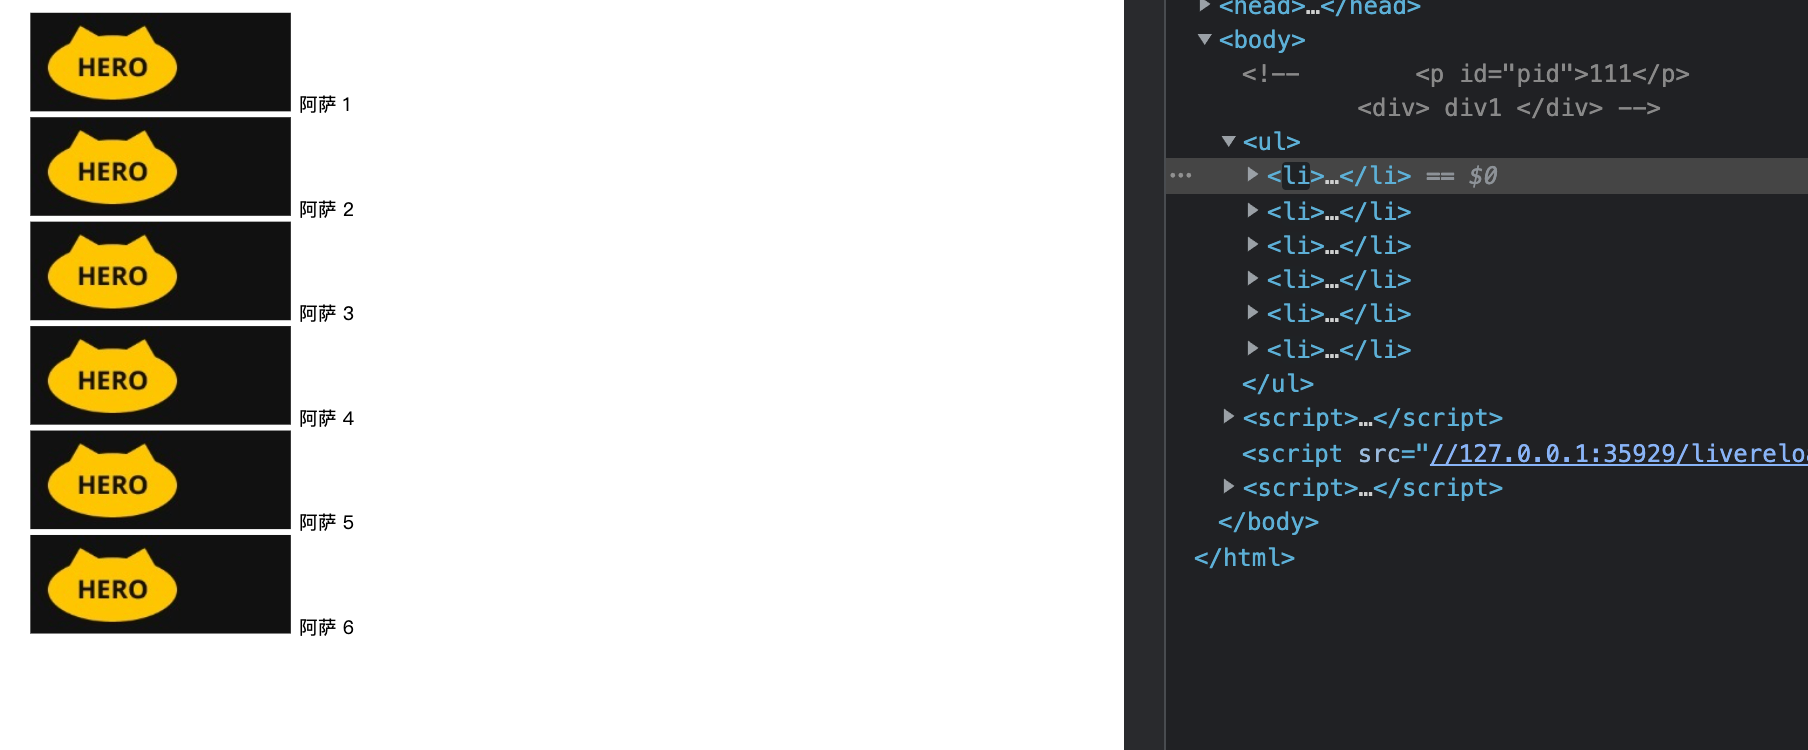 HERO
阿萨 1
HERO
阿萨 2
HERO
阿萨 3
HERO
阿萨 4
HERO
阿萨 5
HERO
阿萨 6
<head>…</head>
<body>
<!--        <p id="pid">111</p>
<div> div1 </div> -->
<ul>
<li>…</li> == $0
<li>…</li>
<li>…</li>
<li>…</li>
<li>…</li>
<li>…</li>
</ul>
<script>…</script>
<script src="//127.0.0.1:35929/liverelo
<script>…</script>
</body>
</html>